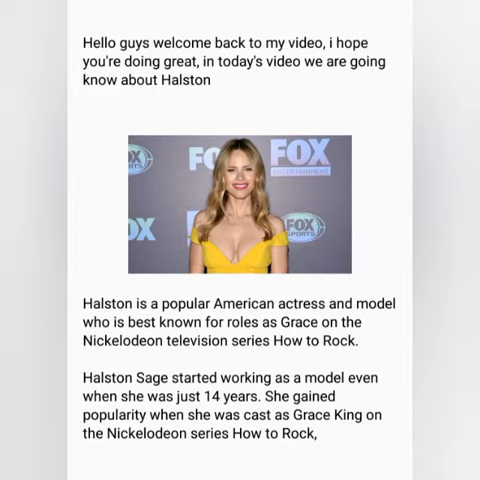 Hello guys welcome back to my video, i hope
you're doing great, in today's video we are going
know about Halston
FOX
FOX
ENTERTAINMENT
FOX
FOX
SPORTS
Halston is a popular American actress and model
who is best known for roles as Grace on the
Nickelodeon television series How to Rock.
Halston Sage started working as a model even
when she was just 14 years. She gained
popularity when she was cast as Grace King on
the Nickelodeon series How to Rock,